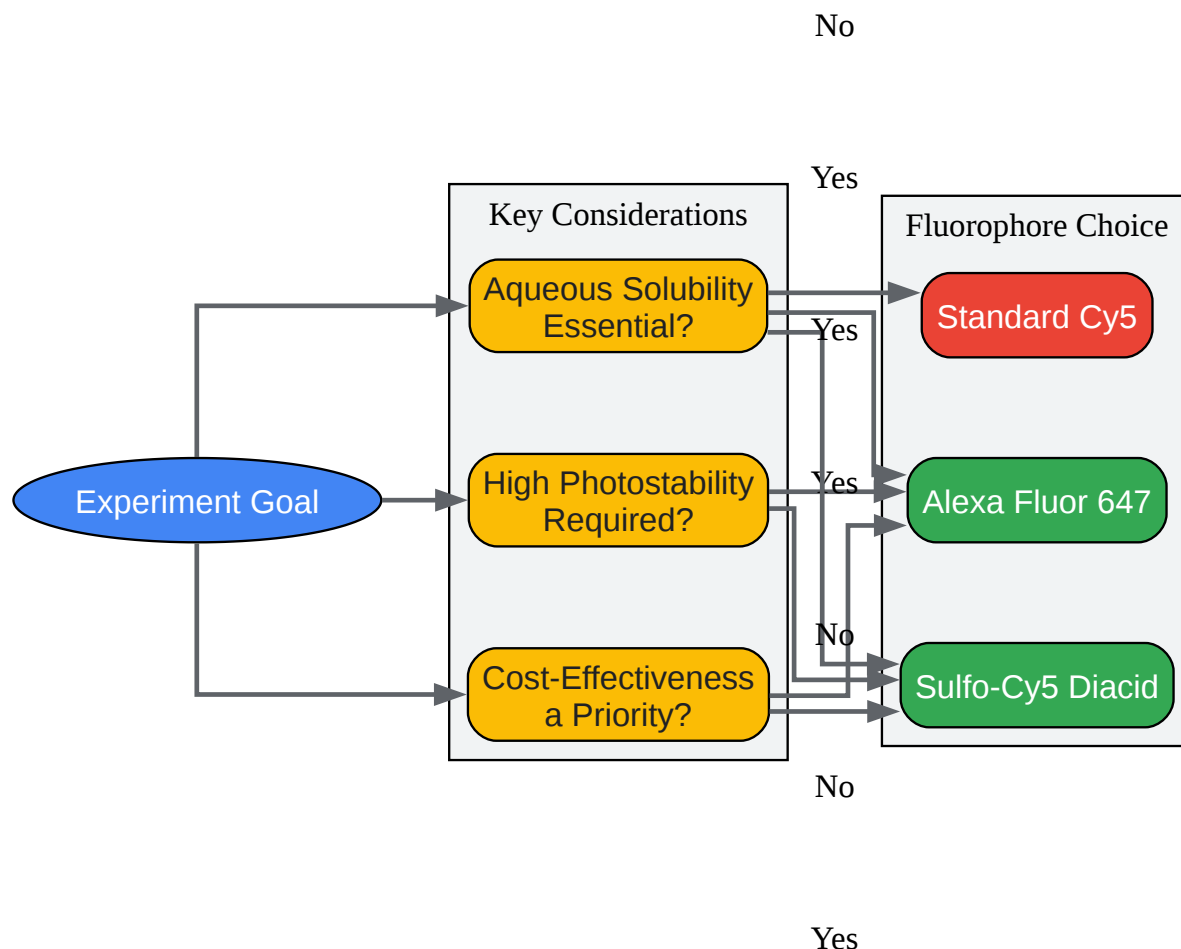 No
Yes
Key Considerations
Fluorophore Choice
Aqueous Solubility
Essential?
Standard Cy5
Yes
Experiment Goal
High Photostability
Required?
Yes
Alexa Fluor 647
No
Cost-Effectiveness
a Priority?
Sulfo-Cy5 Diacid
No
Yes